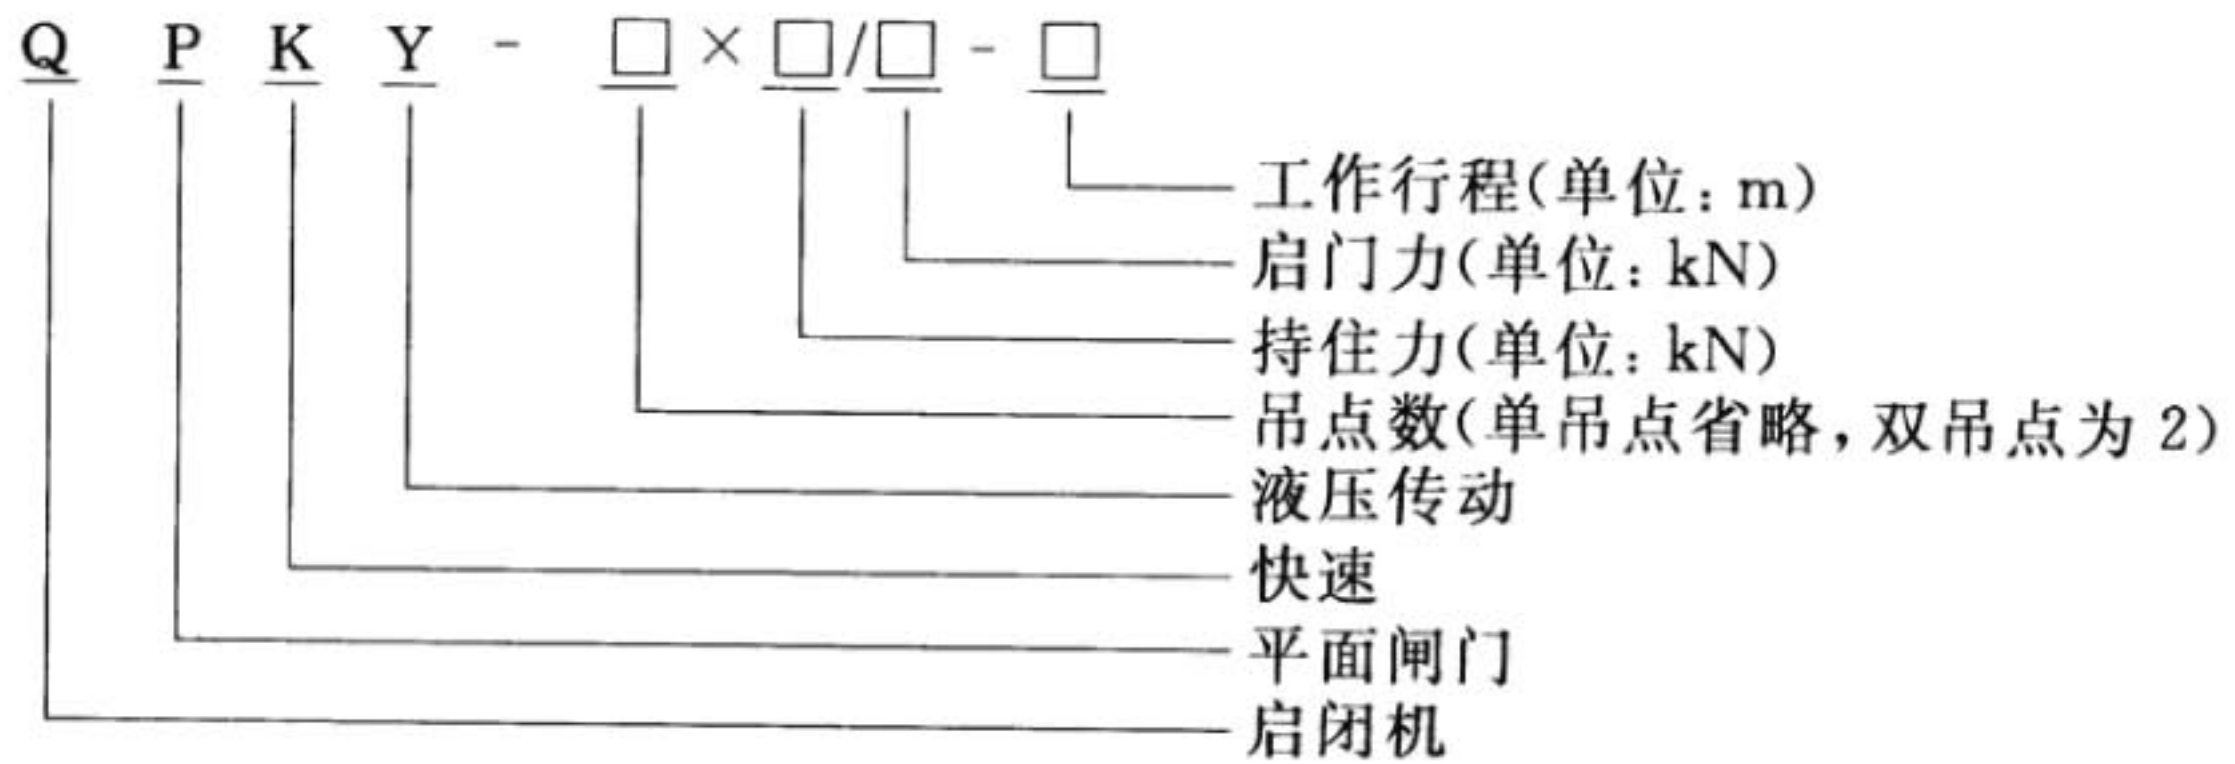 Q P K Y - □×□/□-□
工作行程(单位:m)
启门力(单位:kN)
持住力(单位:kN)
吊点数(单吊点省略,双吊点为2)
液压传动
快速
平面闸门
启闭机